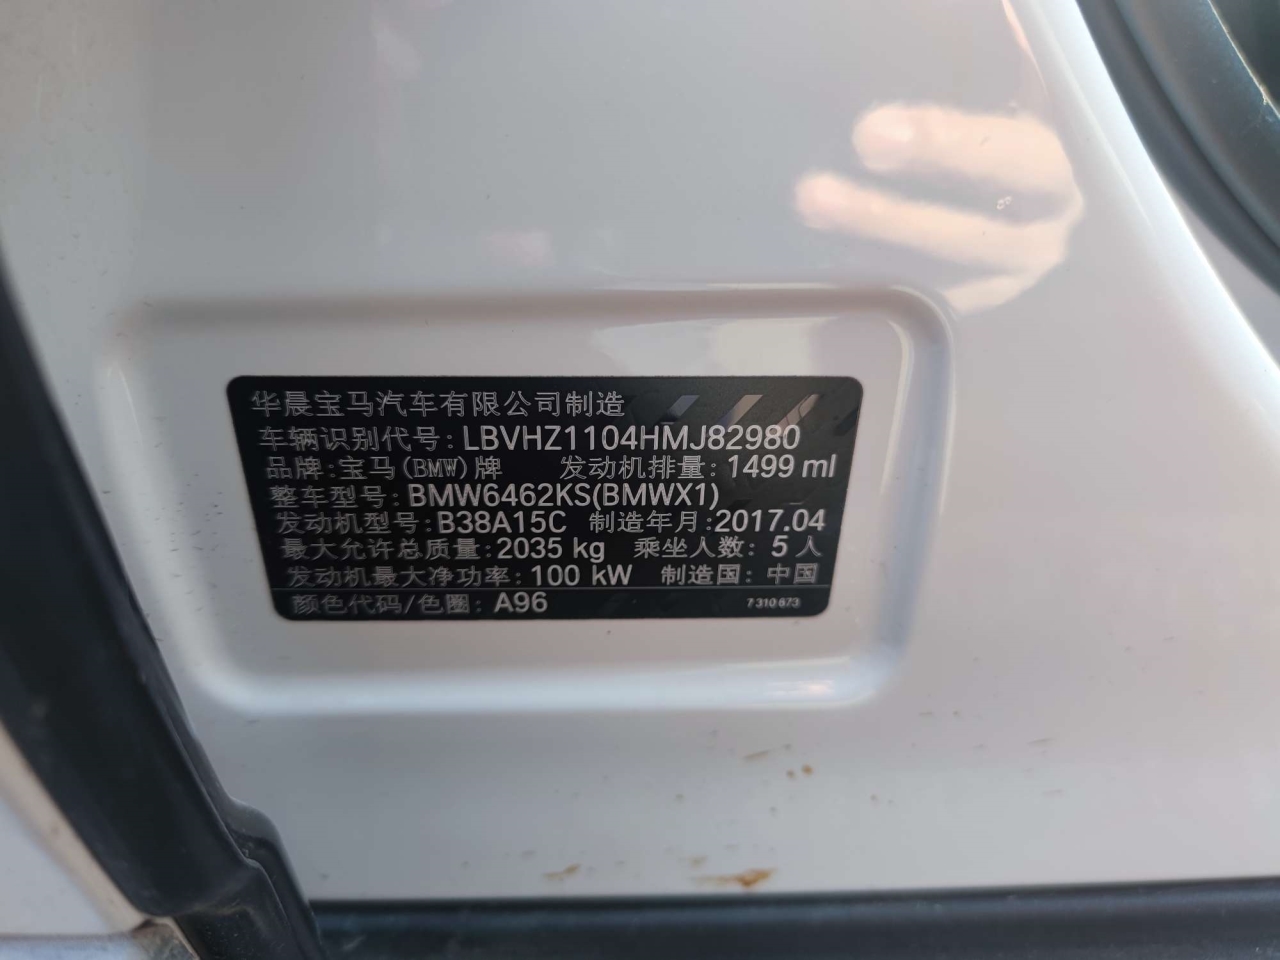 华晨宝马汽车有限公司制造
车辆识别代号: LBVHZ1104HMJ82980
品牌: 宝马(BMW)牌 发动机排量: 1499 ml
整车型号: BMW6462KS(BMWX1)
发动机型号: B38A15C 制造年月: 2017.04
最大允许总质量: 2035 kg 乘坐人数: 5 人
发动机最大净功率: 100 kW 制造国: 中国
颜色代码/色圈: A96 7 310 673